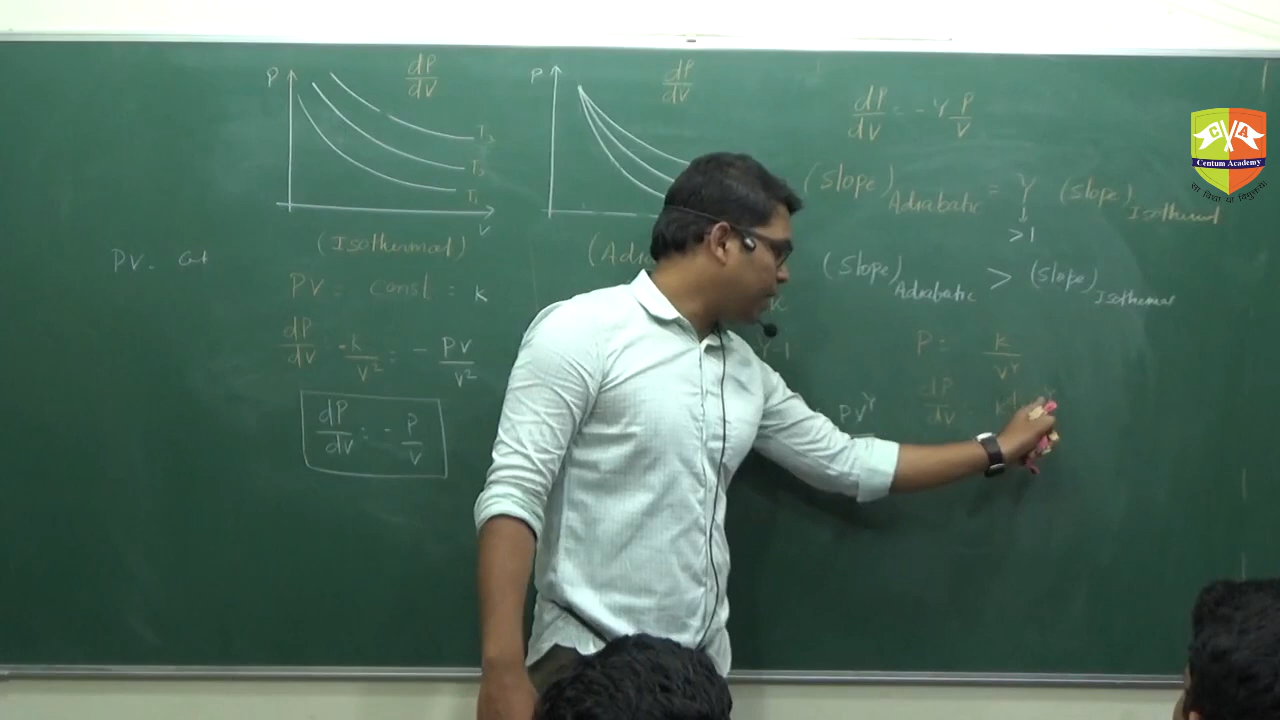 P
dP/dV
T3
T2
T1
V
(Isothermal)
PV = const = k
dP/dV = -k/V² = - PV/V²
dP/dV = - P/V
PV.
P
dP/dV
dP/dV = -γ P/V
(Slope) Adiabatic = γ (Slope) Isothermal
>1
(Slope) Adiabatic > (Slope) Isothermal
P = k/V^γ
PV^γ
dP/dV =
C A
Centum Academy
सा विद्या या विमुक्तये